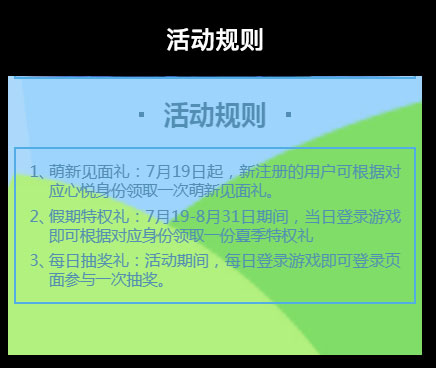 活动规则
· 活动规则 ·
1、萌新见面礼：7月19日起，新注册的用户可根据对
应心悦身份领取一次萌新见面礼。
2、假期特权礼：7月19-8月31日期间，当日登录游戏
即可根据对应身份领取一份夏季特权礼
3、每日抽奖礼：活动期间，每日登录游戏即可登录页
面参与一次抽奖。